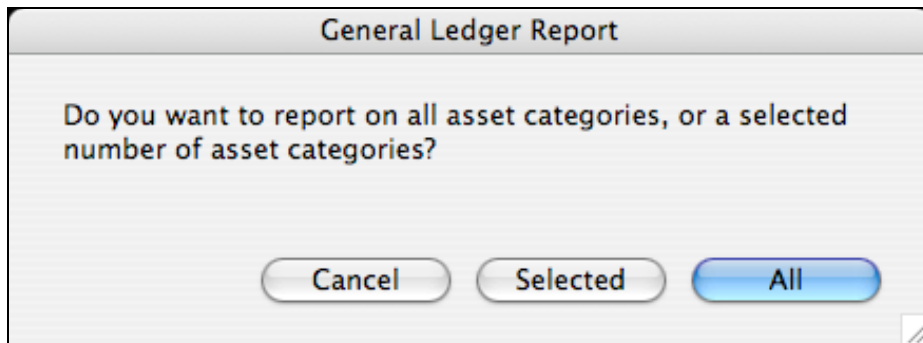 General Ledger Report
Do you want to report on all asset categories, or a selected
number of asset categories?
Cancel Selected All